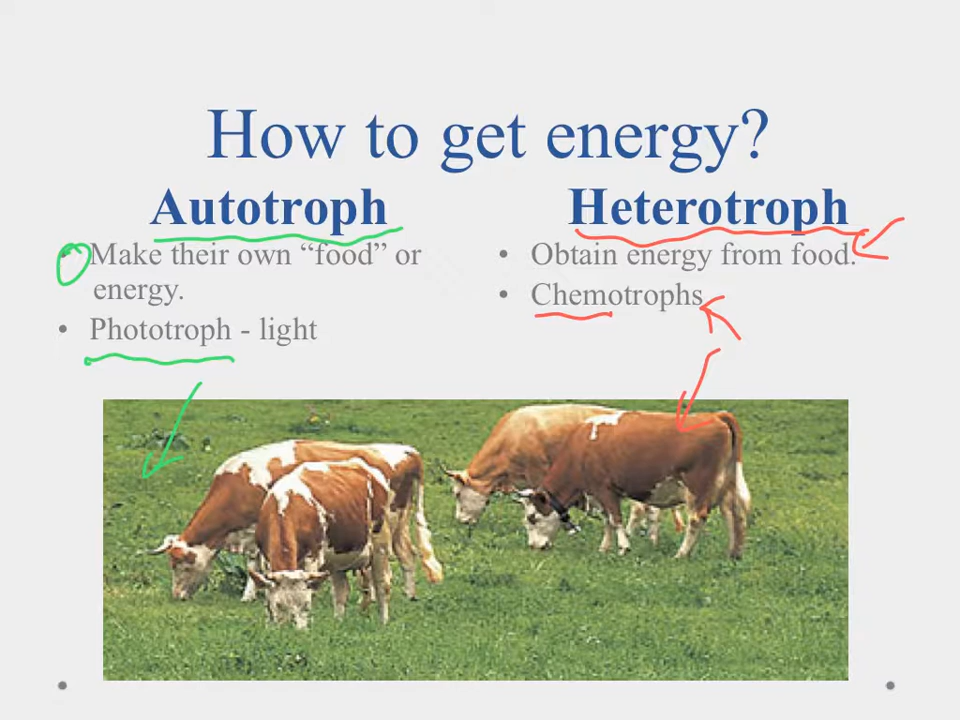 How to get energy?
Autotroph
• Make their own “food” or
energy.
• Phototroph - light
Heterotroph
• Obtain energy from food.
• Chemotrophs